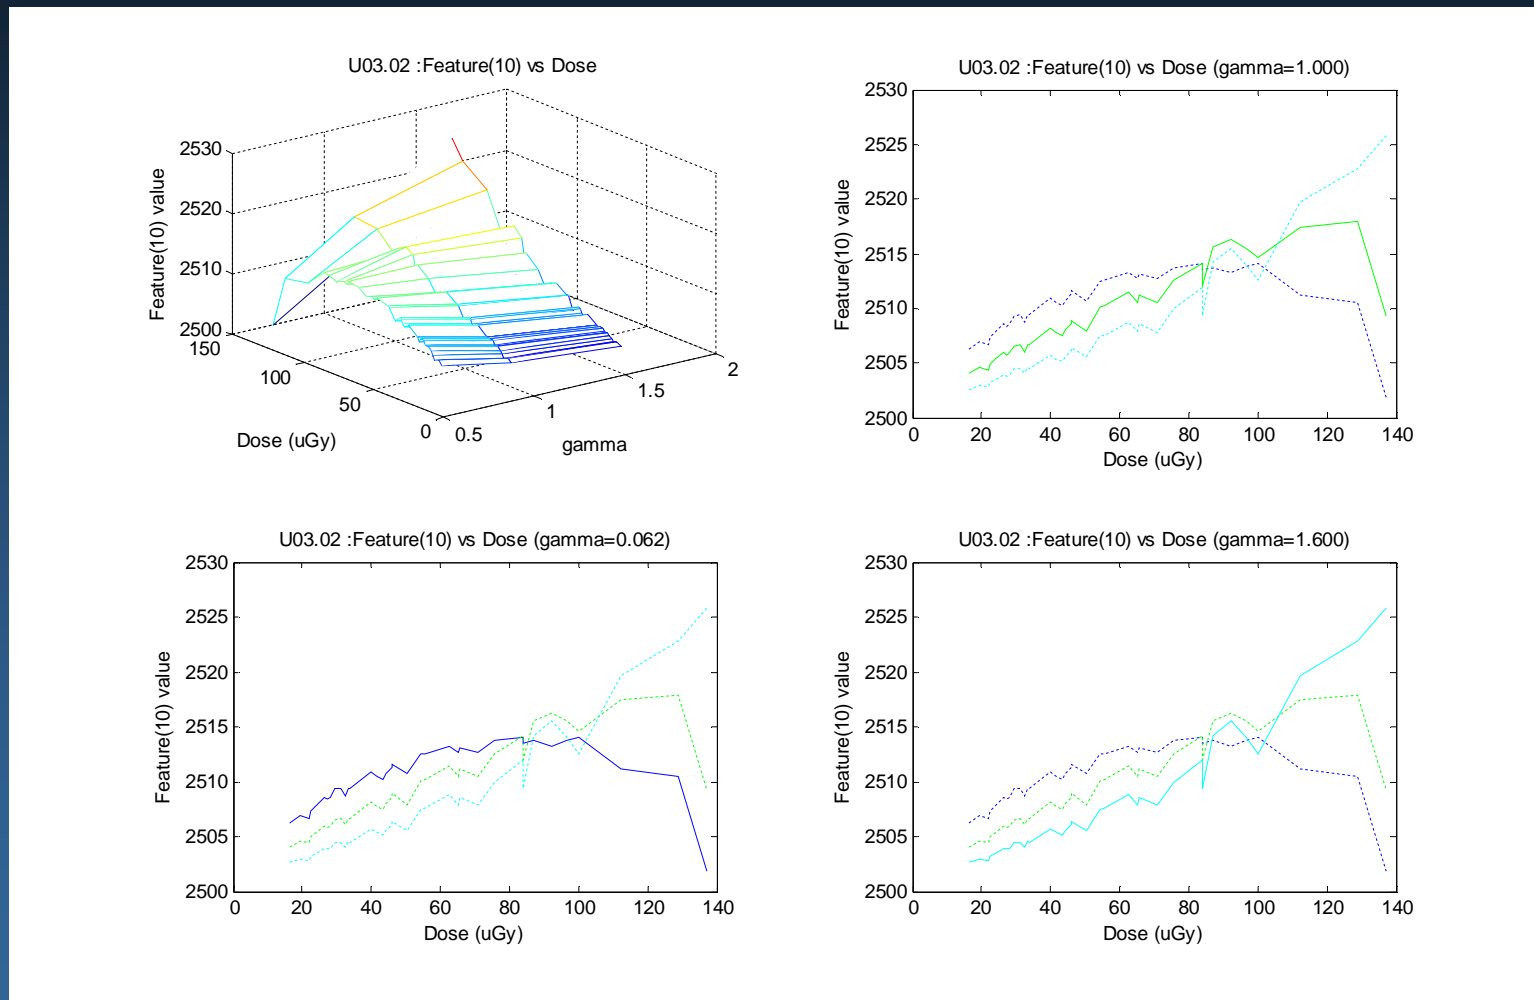 U03.02 :Feature(10) vs Dose
2530
2520
2510
2500
Feature(10) value
150
100
50
0
Dose (uGy)
0.5
1
1.5
2
gamma
U03.02 :Feature(10) vs Dose (gamma=1.000)
2530
2525
2520
2515
2510
2505
2500
Feature(10) value
0 20 40 60 80 100 120 140
Dose (uGy)
U03.02 :Feature(10) vs Dose (gamma=0.062)
2530
2525
2520
2515
2510
2505
2500
Feature(10) value
0 20 40 60 80 100 120 140
Dose (uGy)
U03.02 :Feature(10) vs Dose (gamma=1.600)
2530
2525
2520
2515
2510
2505
2500
Feature(10) value
0 20 40 60 80 100 120 140
Dose (uGy)